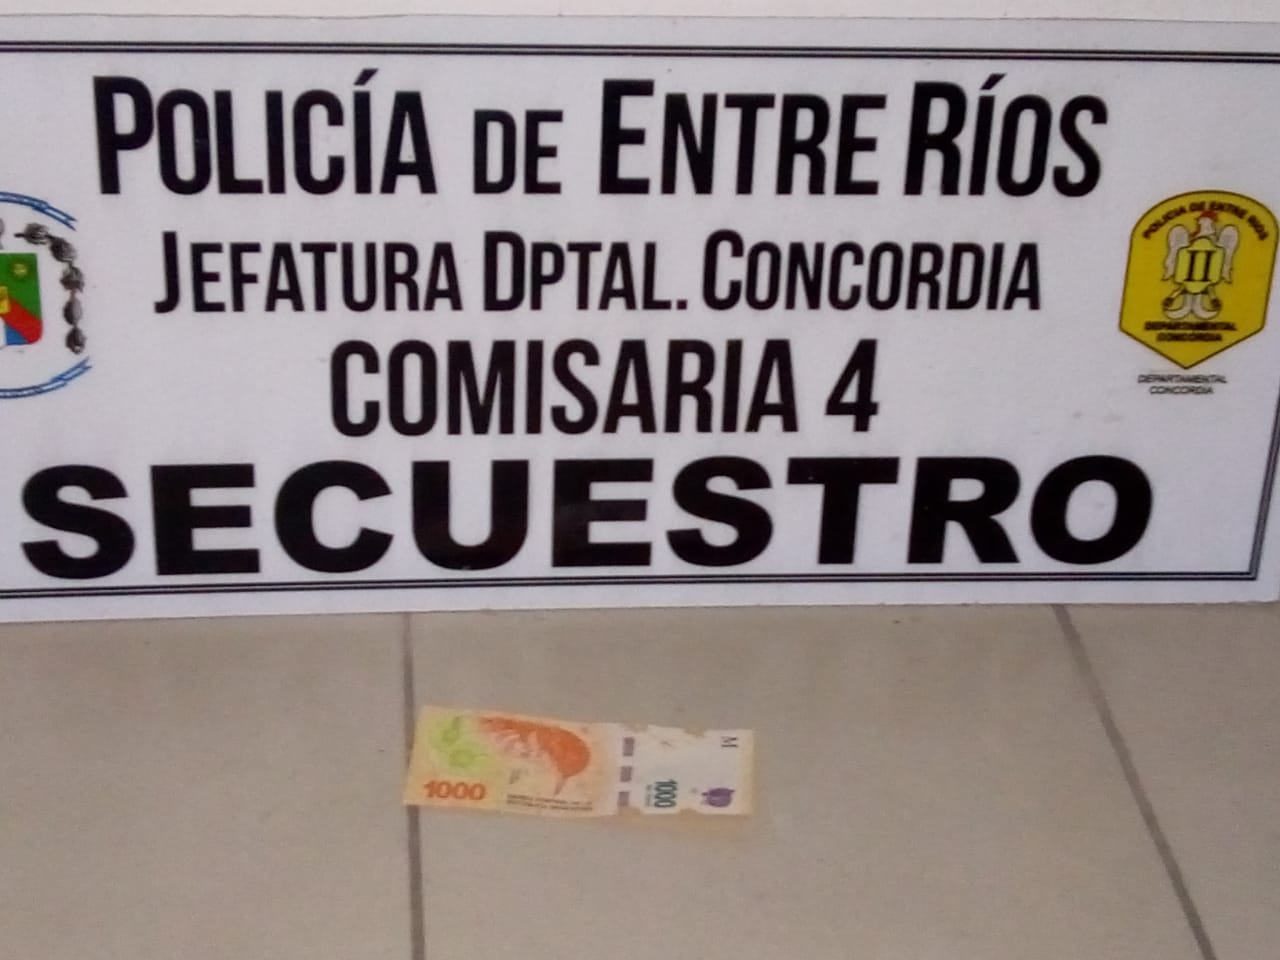 POLICÍA DE ENTRE RÍOS
JEFATURA DPTAL. CONCORDIA
COMISARIA 4
SECUESTRO
POLICIA DE ENTRE RIOS
II
DEPARTAMENTAL
CONCORDIA
DEPARTAMENTAL
CONCORDIA
M
1000
1000